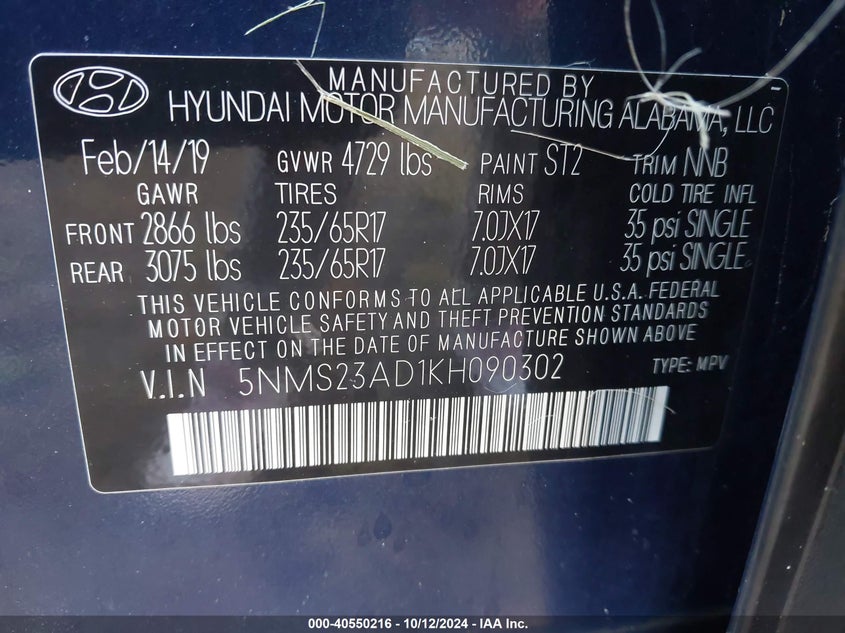 MANUFACTURED BY
HYUNDAI MOTOR MANUFACTURING ALABAMA, LLC
Feb/14/19 GVWR 4729 lbs PAINT ST2 TRIM NNB
GAWR TIRES RIMS COLD TIRE INFL
FRONT 2866 lbs 235/65R17 7.0JX17 35 psi SINGLE
REAR 3075 lbs 235/65R17 7.0JX17 35 psi SINGLE
THIS VEHICLE CONFORMS TO ALL APPLICABLE U.S.A. FEDERAL
MOTOR VEHICLE SAFETY AND THEFT PREVENTION STANDARDS
IN EFFECT ON THE DATE OF MANUFACTURE SHOWN ABOVE
V.I.N 5NMS23AD1KH090302 TYPE: MPV
000-40550216 - 10/12/2024 - IAA Inc.